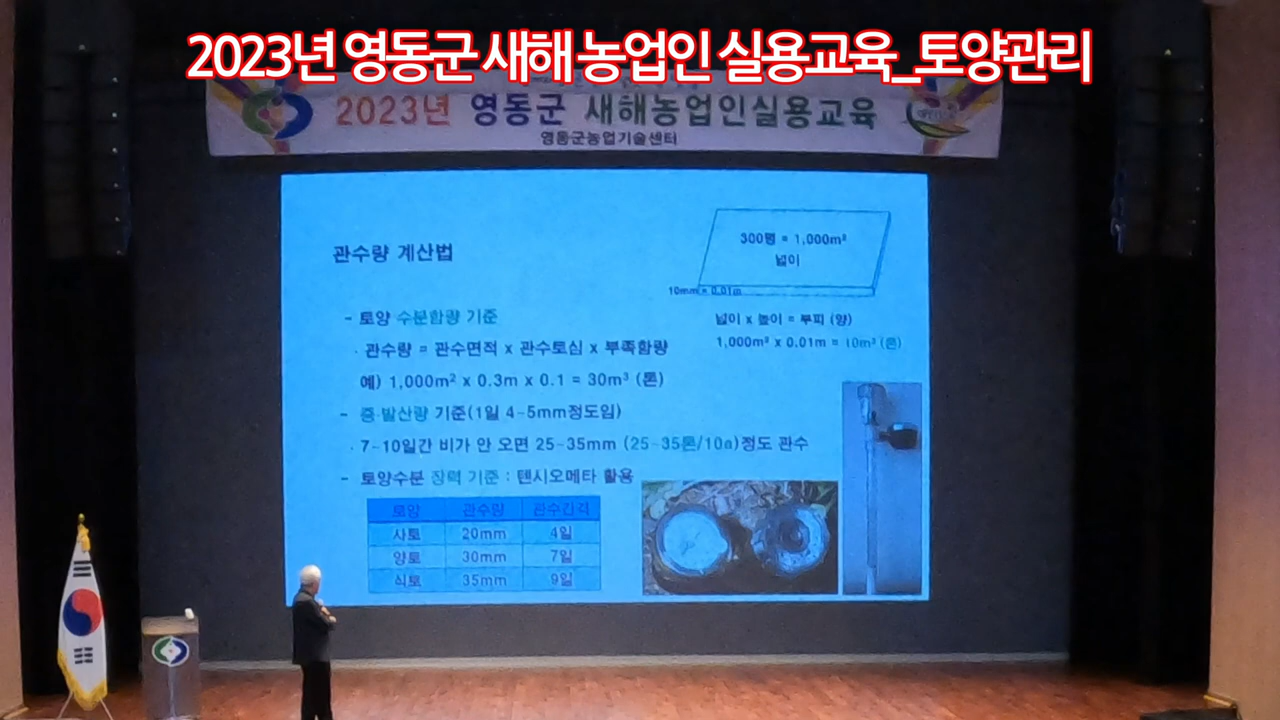 2023년 영동군 새해 농업인 실용교육_토양관리
2023년 영동군 새해농업인실용교육
영동군농업기술센터
관수량 계산법
300평 = 1,000m²
넓이
10mm = 0.01m
넓이 x 높이 = 부피 (양)
1,000m² x 0.01m = 10m³ (톤)
- 토양 수분함량 기준
· 관수량 = 관수면적 x 관수토심 x 부족함량
예) 1,000m² x 0.3m x 0.1 = 30m³ (톤)
- 증·발산량 기준(1일 4~5mm정도임)
· 7~10일간 비가 안 오면 25~35mm (25~35톤/10a)정도 관수
- 토양수분 장력 기준 : 텐시오메타 활용
토양 관수량 관수간격
사토 20mm 4일
양토 30mm 7일
식토 35mm 9일